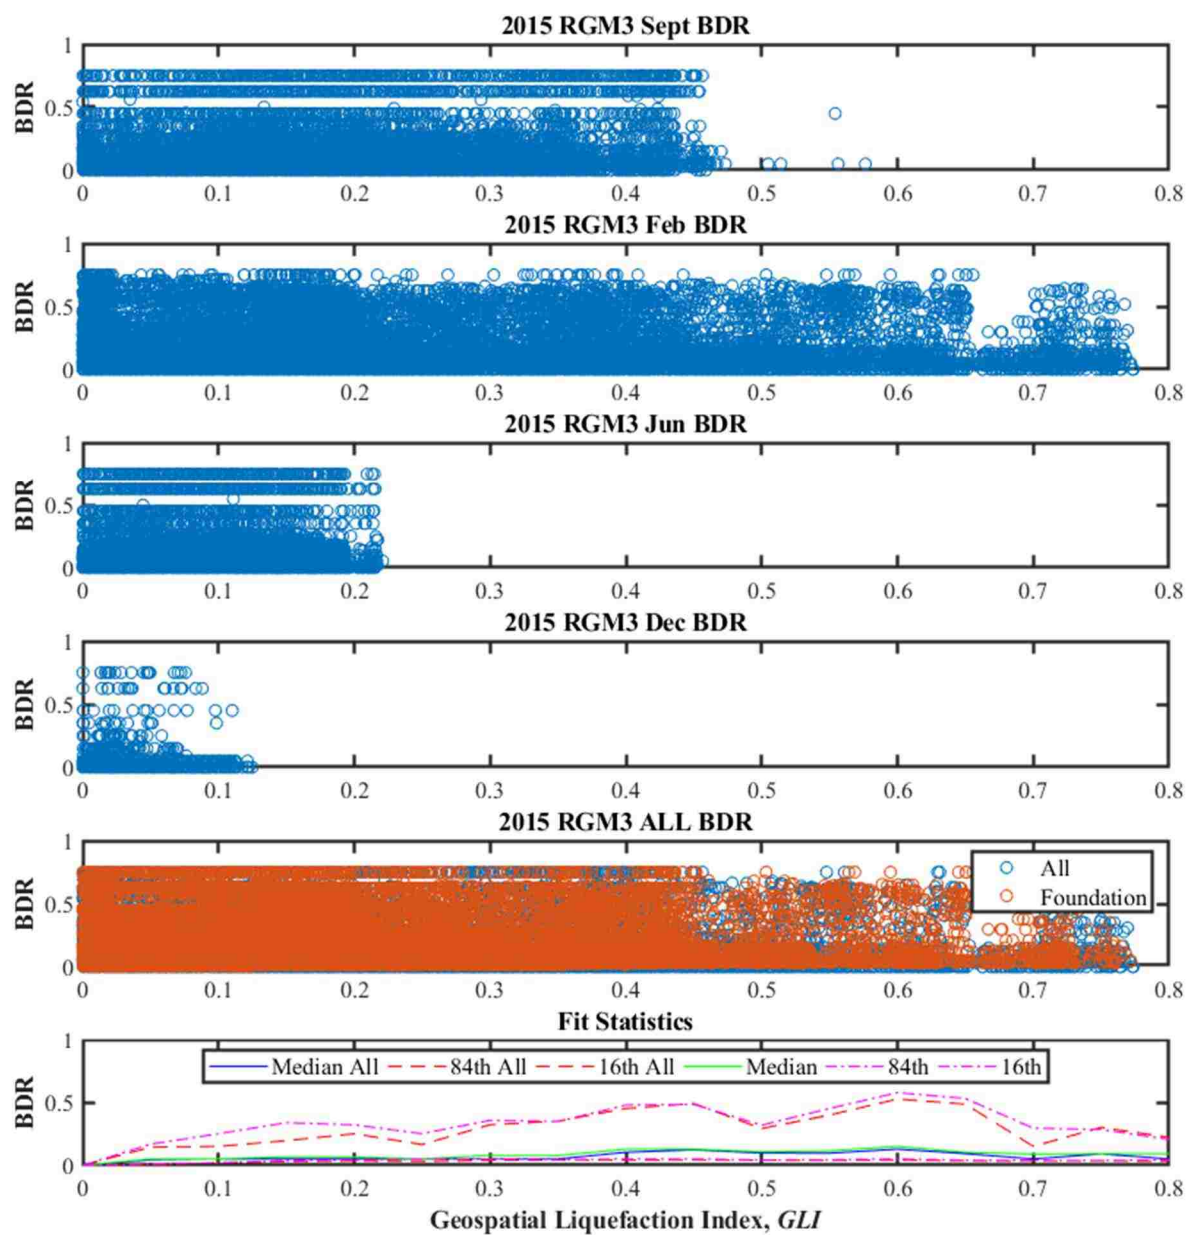 2015 RGM3 Sept BDR
1
0.5
0
BDR
0 0.1 0.2 0.3 0.4 0.5 0.6 0.7 0.8
2015 RGM3 Feb BDR
1
0.5
0
BDR
0 0.1 0.2 0.3 0.4 0.5 0.6 0.7 0.8
2015 RGM3 Jun BDR
1
0.5
0
BDR
0 0.1 0.2 0.3 0.4 0.5 0.6 0.7 0.8
2015 RGM3 Dec BDR
1
0.5
0
BDR
0 0.1 0.2 0.3 0.4 0.5 0.6 0.7 0.8
2015 RGM3 ALL BDR
1
0.5
0
BDR
All
Foundation
0 0.1 0.2 0.3 0.4 0.5 0.6 0.7 0.8
Fit Statistics
1
0.5
0
BDR
Median All 84th All 16th All Median 84th 16th
0 0.1 0.2 0.3 0.4 0.5 0.6 0.7 0.8
Geospatial Liquefaction Index, GLI